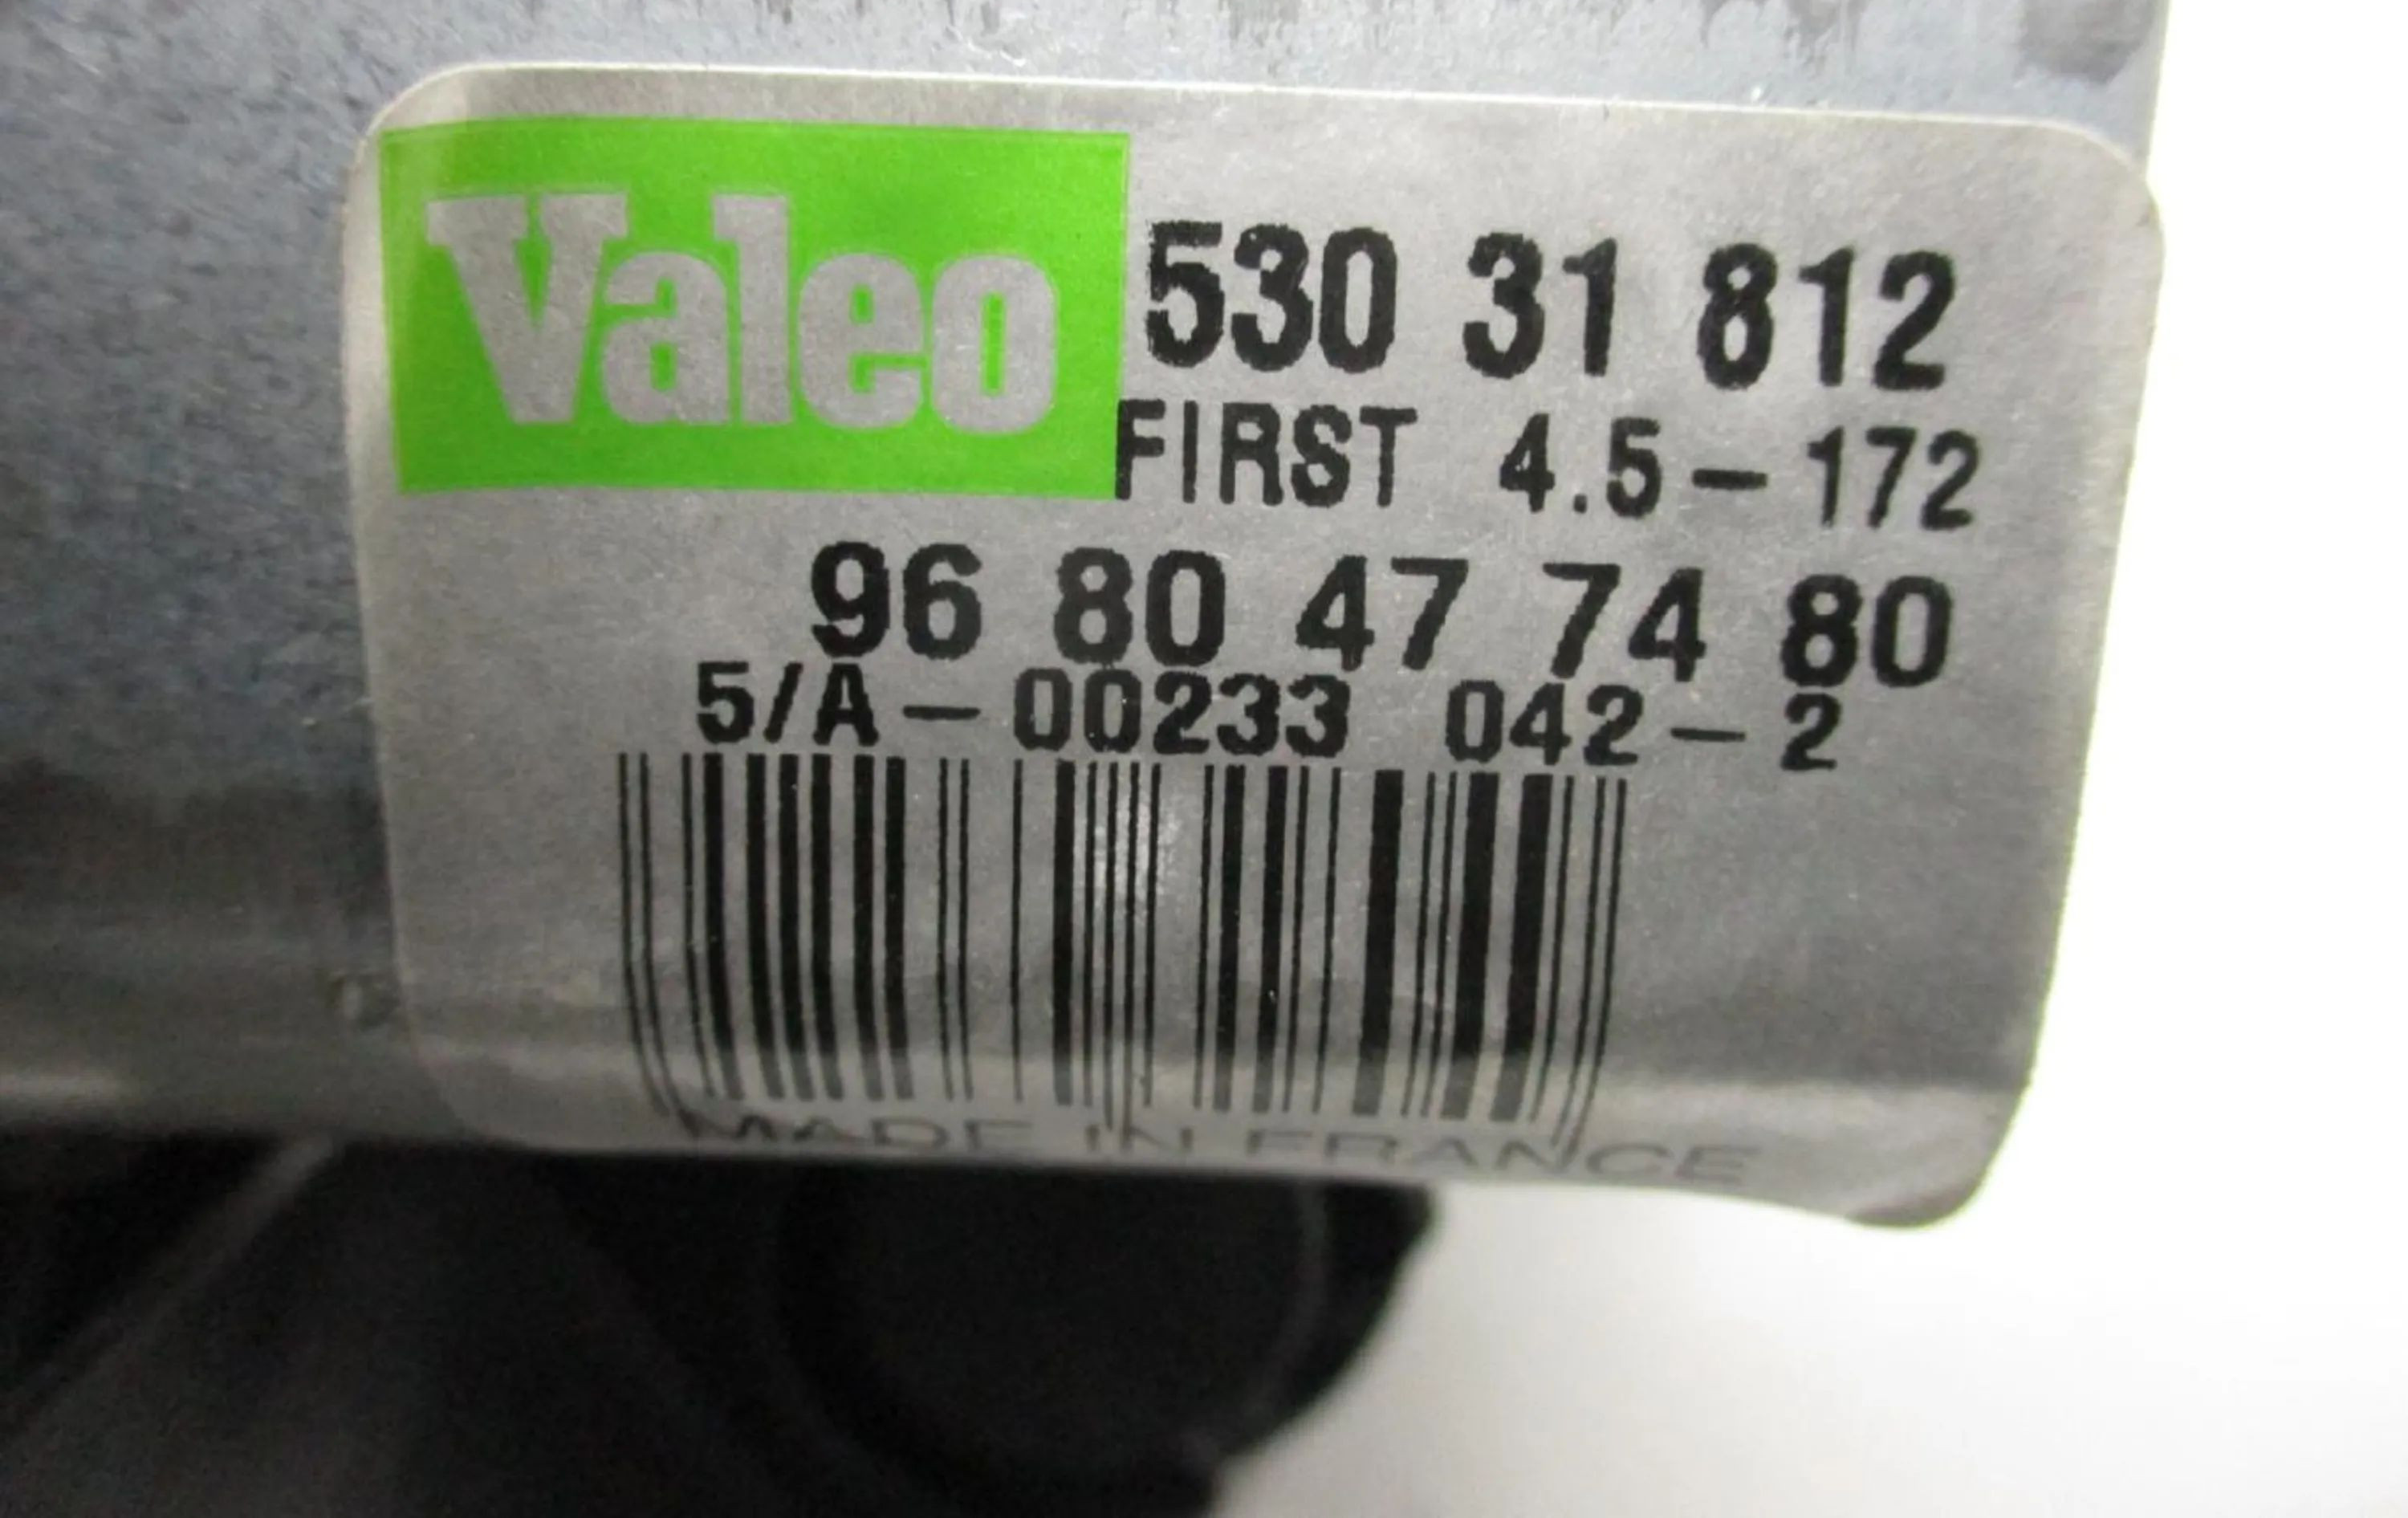 Valeo
530 31 812
FIRST 4.5-172
96 80 47 74 80
5/A-00233 042-2
MADE IN FRANCE